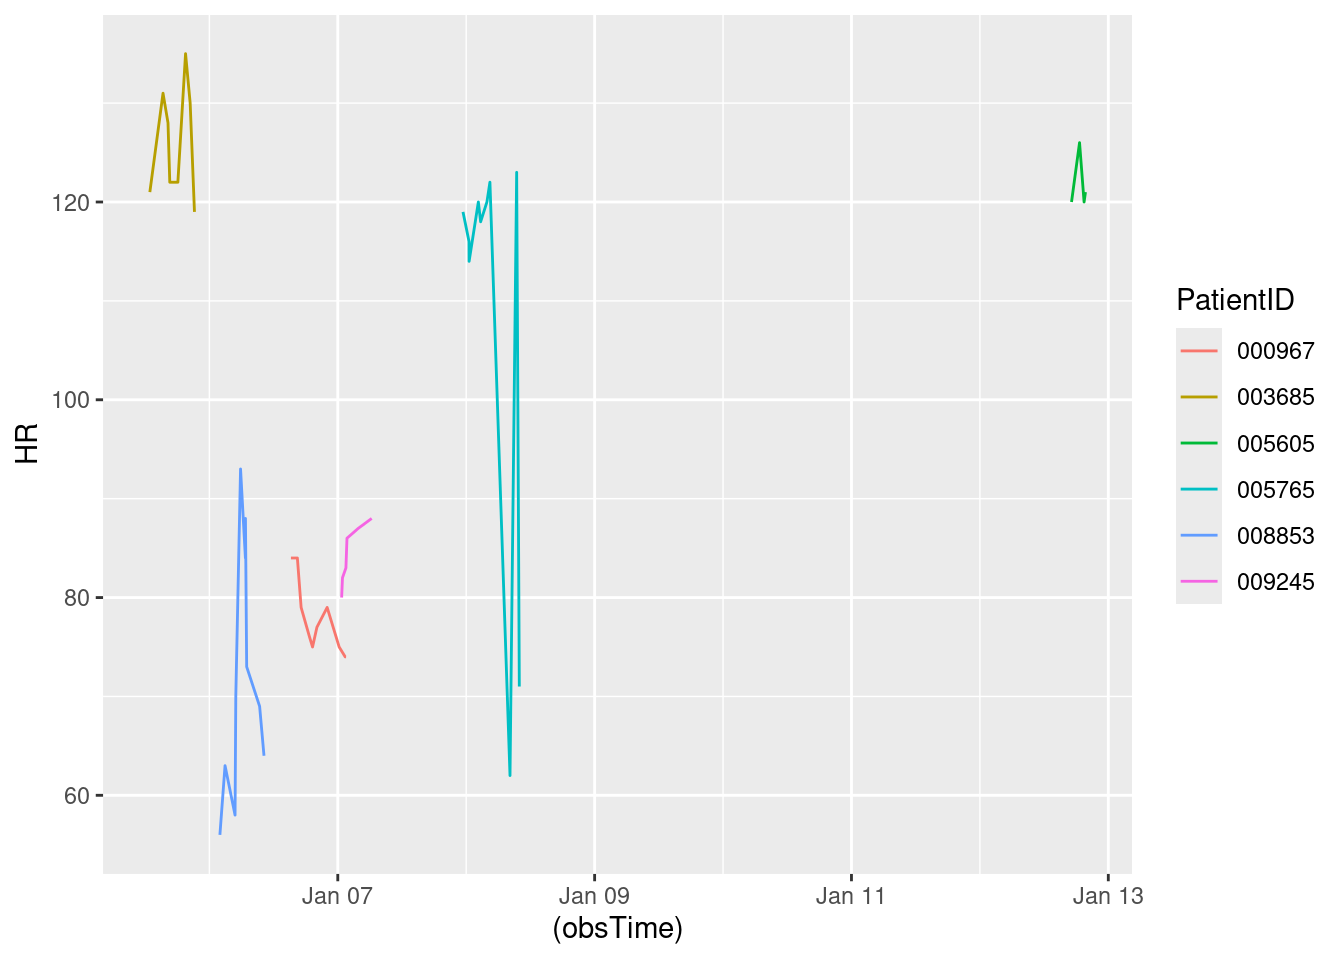 HR
120
100
80
60
Jan 07
Jan 09
Jan 11
Jan 13
(obsTime)
PatientID
000967
003685
005605
005765
008853
009245